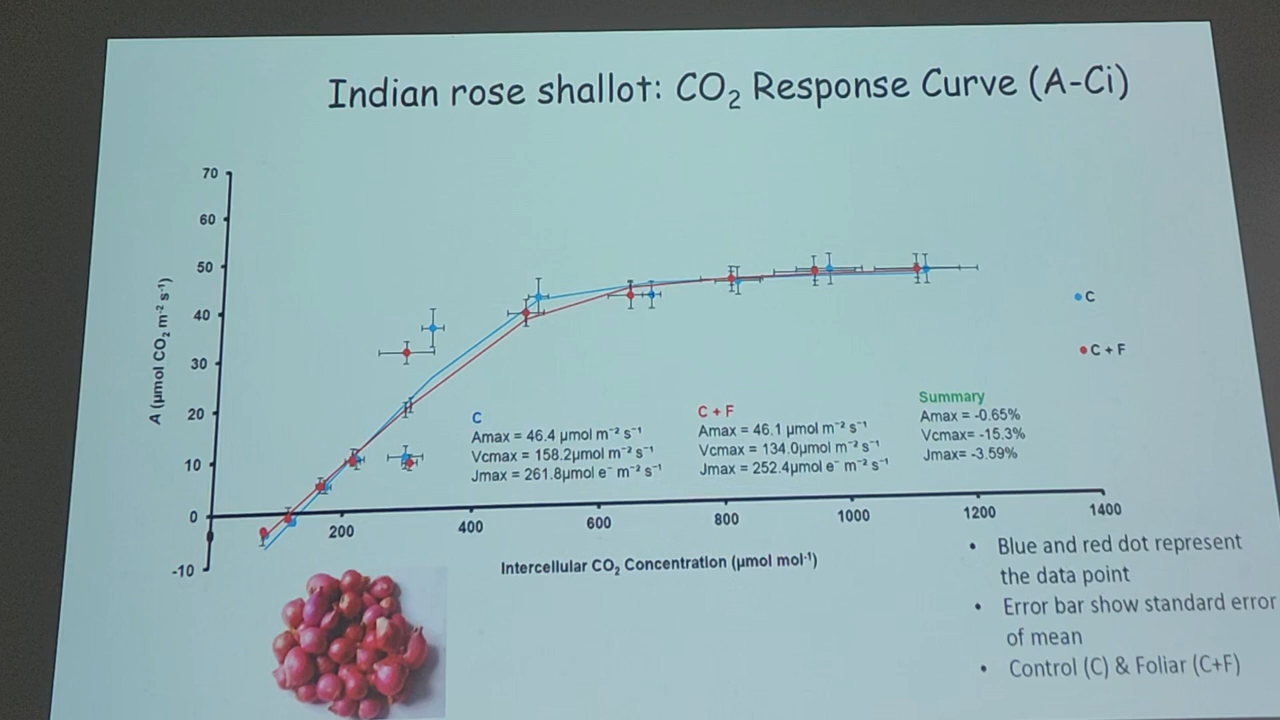 Indian rose shallot: CO₂ Response Curve (A-Ci)
70
60
50
40
30
20
10
0
-10
A (µmol CO₂ m⁻² s⁻¹)
200
400
600
800
1000
1200
1400
Intercellular CO₂ Concentration (µmol mol⁻¹)
C
C + F
C
Amax = 46.4 µmol m⁻² s⁻¹
Vcmax = 158.2µmol m⁻² s⁻¹
Jmax = 261.8µmol e⁻ m⁻² s⁻¹
C + F
Amax = 46.1 µmol m⁻² s⁻¹
Vcmax = 134.0µmol m⁻² s⁻¹
Jmax = 252.4µmol e⁻ m⁻² s⁻¹
Summary
Amax = -0.65%
Vcmax= -15.3%
Jmax= -3.59%
• Blue and red dot represent
the data point
• Error bar show standard error
of mean
• Control (C) & Foliar (C+F)